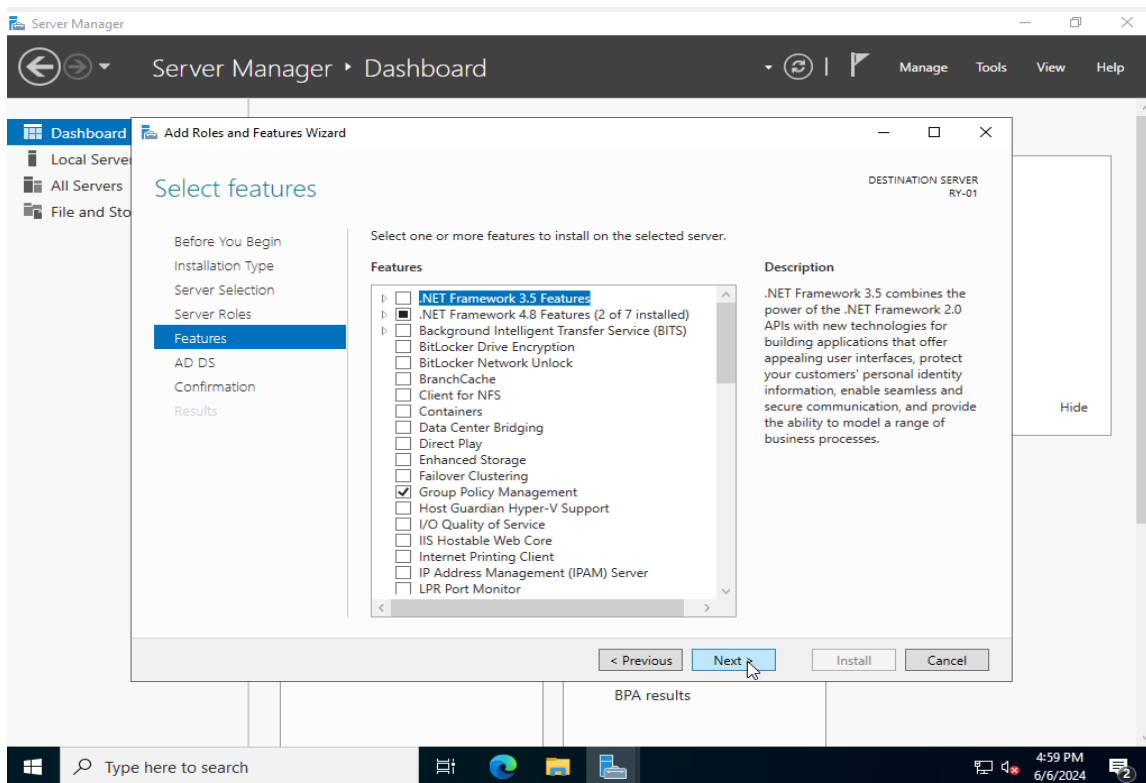 Server Manager
Server Manager ‣ Dashboard
Manage Tools View Help
Dashboard
Local Serve
All Servers
File and Sto
Add Roles and Features Wizard
Select features
DESTINATION SERVER
RY-01
Before You Begin
Installation Type
Server Selection
Server Roles
Features
AD DS
Confirmation
Results
Select one or more features to install on the selected server.
Features
.NET Framework 3.5 Features
.NET Framework 4.8 Features (2 of 7 installed)
Background Intelligent Transfer Service (BITS)
BitLocker Drive Encryption
BitLocker Network Unlock
BranchCache
Client for NFS
Containers
Data Center Bridging
Direct Play
Enhanced Storage
Failover Clustering
Group Policy Management
Host Guardian Hyper-V Support
I/O Quality of Service
IIS Hostable Web Core
Internet Printing Client
IP Address Management (IPAM) Server
LPR Port Monitor
Description
.NET Framework 3.5 combines the
power of the .NET Framework 2.0
APIs with new technologies for
building applications that offer
appealing user interfaces, protect
your customers' personal identity
information, enable seamless and
secure communication, and provide
the ability to model a range of
business processes.
Hide
< Previous Next > Install Cancel
BPA results
Type here to search
4:59 PM
6/6/2024
2